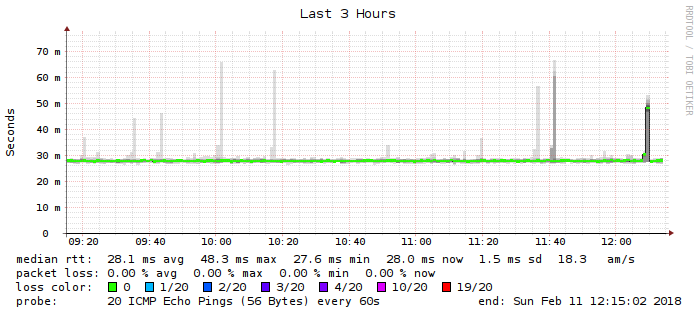 Last 3 Hours
RRDTOOL / TOBI OETIKER
Seconds
70 m
60 m
50 m
40 m
30 m
20 m
10 m
0
09:20 09:40 10:00 10:20 10:40 11:00 11:20 11:40 12:00
median rtt: 28.1 ms avg 48.3 ms max 27.6 ms min 28.0 ms now 1.5 ms sd 18.3 am/s
packet loss: 0.00 % avg 0.00 % max 0.00 % min 0.00 % now
loss color: 0 1/20 2/20 3/20 4/20 10/20 19/20
probe: 20 ICMP Echo Pings (56 Bytes) every 60s end: Sun Feb 11 12:15:02 2018